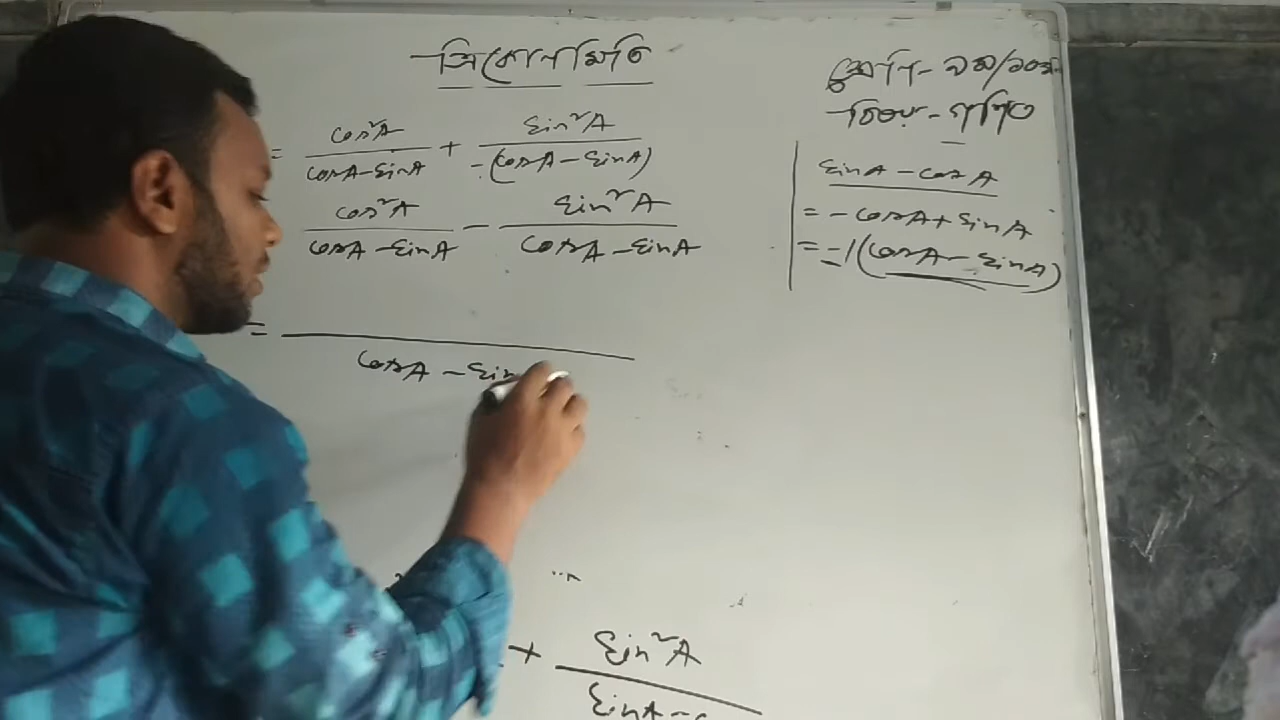 ত্রিকোণমিতি
শ্রেণি - ৯ম/১০ম
বিষয় - গণিত
= cos²A / (cosA - sinA) + sin²A / -(cosA - sinA)
cos²A / (cosA - sinA) - sin²A / (cosA - sinA)
= / cosA - sin
sinA - cosA
= - cosA + sinA
= -1(cosA - sinA)
+ sin²A / sinA -